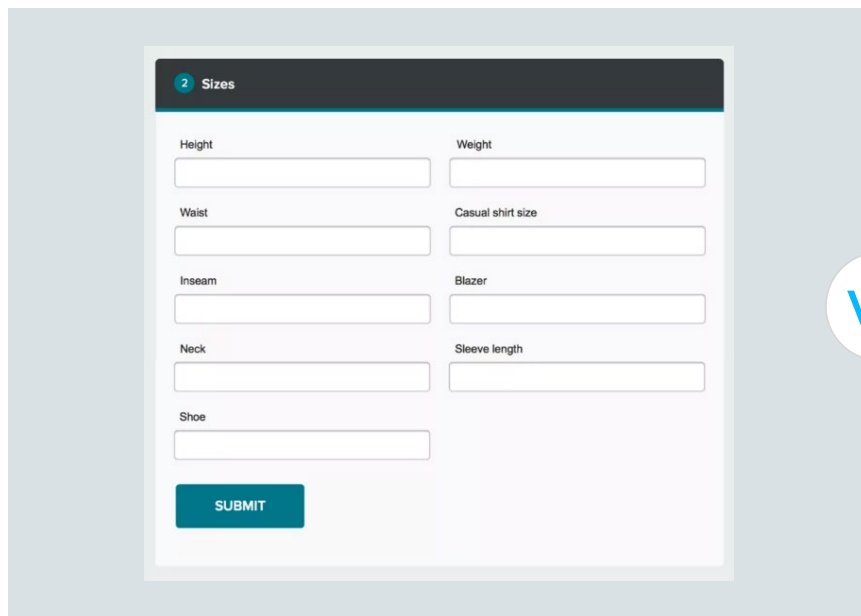 2 Sizes
Height Weight
Waist Casual shirt size
Inseam Blazer
Neck Sleeve length
Shoe
SUBMIT